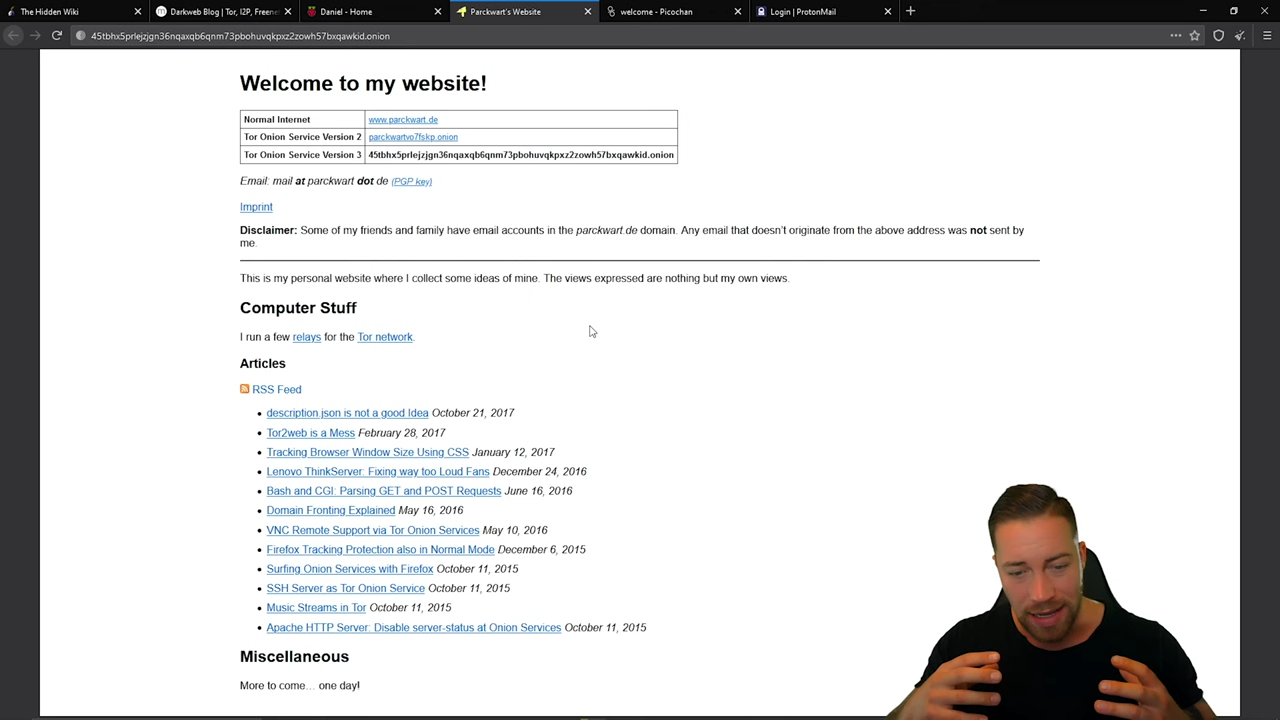 The Hidden Wiki
Darkweb Blog | Tor, I2P, Freene
Daniel - Home
Parckwart's Website
welcome - Picochan
Login | ProtonMail
45tbhx5prlejzjgn36nqaxqb6qnm73pbohuvqkpxz2zowh57bxqawkid.onion
Welcome to my website!
Normal Internet www.parckwart.de
Tor Onion Service Version 2 parckwartvo7fskp.onion
Tor Onion Service Version 3 45tbhx5prlejzjgn36nqaxqb6qnm73pbohuvqkpxz2zowh57bxqawkid.onion
Email: mail at parckwart dot de (PGP key)
Imprint
Disclaimer: Some of my friends and family have email accounts in the parckwart.de domain. Any email that doesn't originate from the above address was not sent by
me.
This is my personal website where I collect some ideas of mine. The views expressed are nothing but my own views.
Computer Stuff
I run a few relays for the Tor network.
Articles
RSS Feed
description.json is not a good Idea October 21, 2017
Tor2web is a Mess February 28, 2017
Tracking Browser Window Size Using CSS January 12, 2017
Lenovo ThinkServer: Fixing way too Loud Fans December 24, 2016
Bash and CGI: Parsing GET and POST Requests June 16, 2016
Domain Fronting Explained May 16, 2016
VNC Remote Support via Tor Onion Services May 10, 2016
Firefox Tracking Protection also in Normal Mode December 6, 2015
Surfing Onion Services with Firefox October 11, 2015
SSH Server as Tor Onion Service October 11, 2015
Music Streams in Tor October 11, 2015
Apache HTTP Server: Disable server-status at Onion Services October 11, 2015
Miscellaneous
More to come… one day!